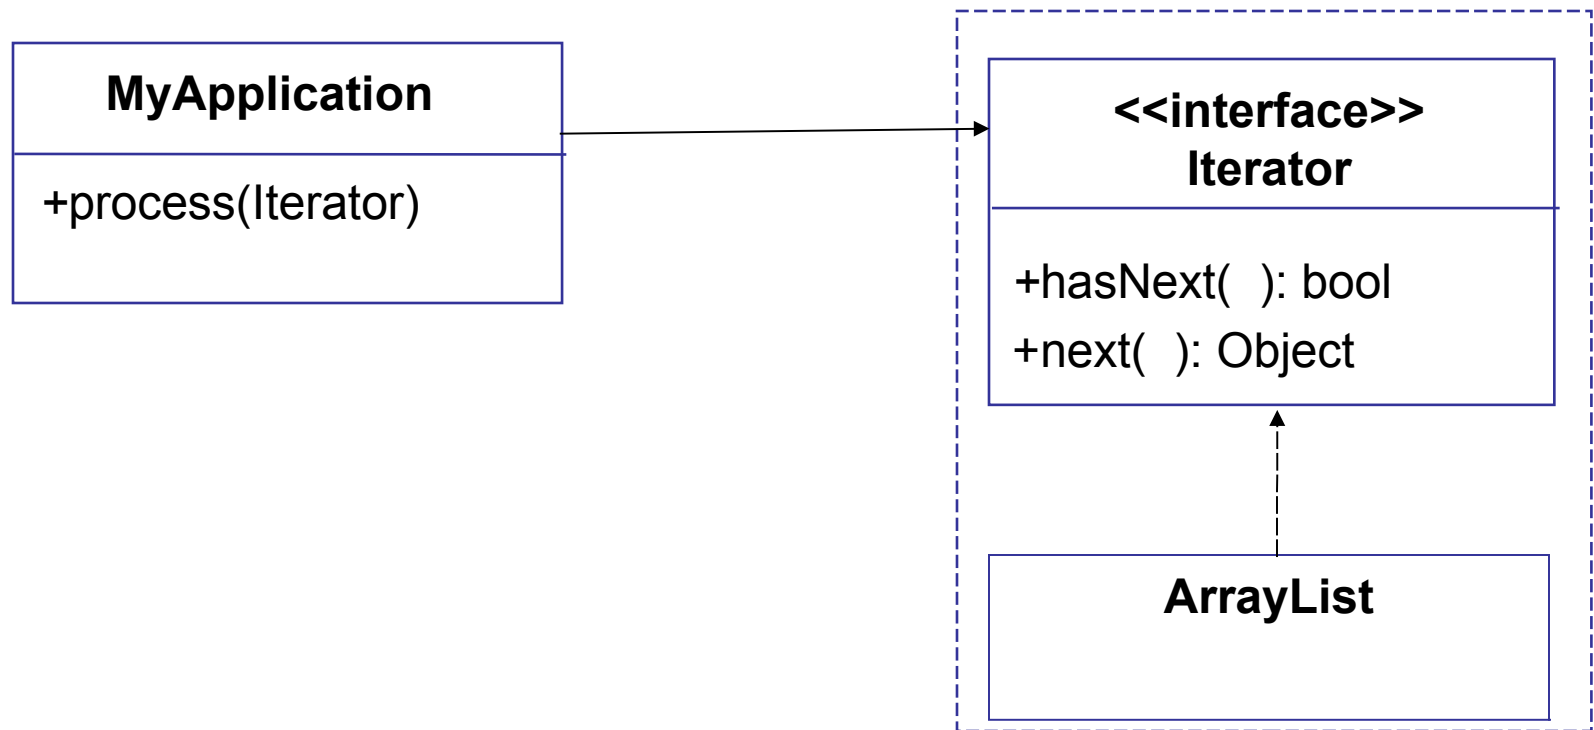 MyApplication
+process(Iterator)
<<interface>>
Iterator
+hasNext(  ): bool
+next(  ): Object
ArrayList